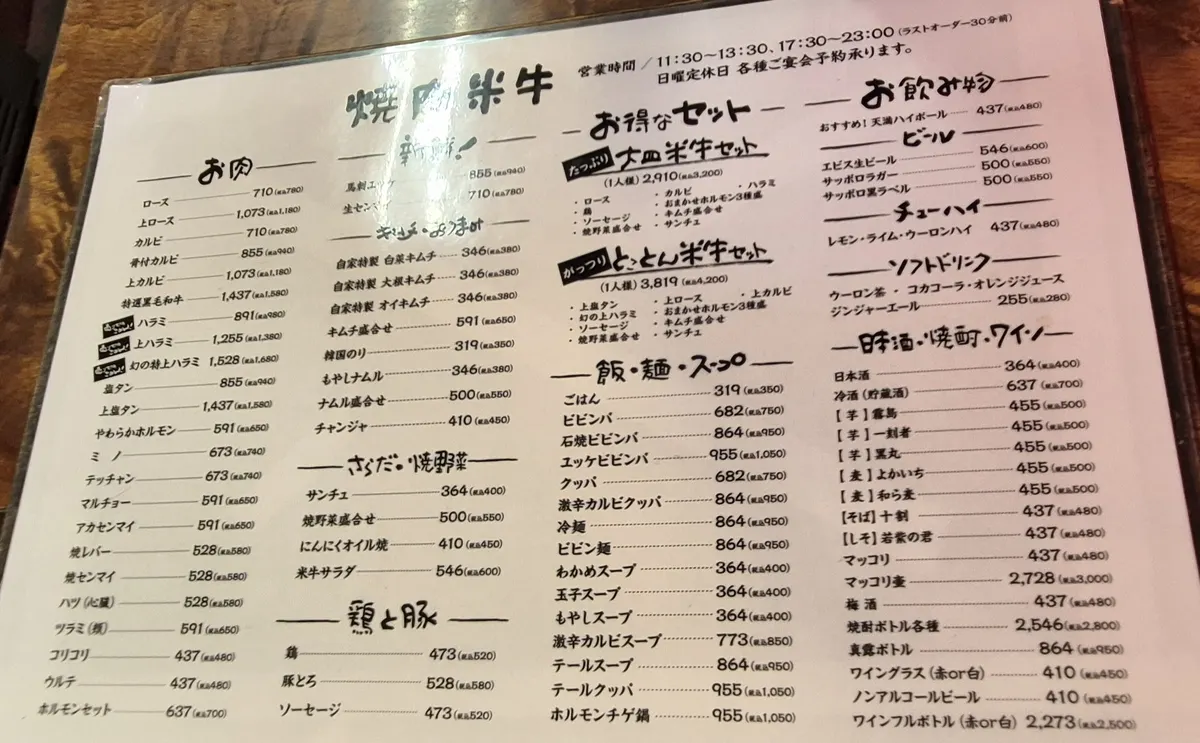 焼肉 米牛
営業時間／11:30～13:30、17:30～23:00(ラストオーダー30分前)
日曜定休日 各種ご宴会予約承ります。
お肉
ロース 710(税込780)
上ロース 1,073(税込1,180)
カルビ 710(税込780)
骨付カルビ 855(税込940)
上カルビ 1,073(税込1,180)
特選黒毛和牛 1,437(税込1,580)
ハラミ 891(税込980)
上ハラミ 1,255(税込1,380)
幻の特上ハラミ 1,528(税込1,680)
塩タン 855(税込940)
上塩タン 1,437(税込1,580)
やわらかホルモン 591(税込650)
ミノ 673(税込740)
テッチャン 673(税込740)
マルチョー 591(税込650)
アカセンマイ 591(税込650)
焼レバー 528(税込580)
焼センマイ 528(税込580)
ハツ(心臓) 528(税込580)
ツラミ(頬) 591(税込650)
コリコリ 437(税込480)
ウルテ 437(税込480)
ホルモンセット 637(税込700)
新鮮！
馬刺ユッケ 855(税込940)
生センマイ 710(税込780)
キムチ・おつまみ
自家特製 白菜キムチ 346(税込380)
自家特製 大根キムチ 346(税込380)
自家特製 オイキムチ 346(税込380)
キムチ盛合せ 591(税込650)
韓国のり 319(税込350)
もやしナムル 346(税込380)
ナムル盛合せ 500(税込550)
チャンジャ 410(税込450)
さらだ・焼野菜
サンチュ 364(税込400)
焼野菜盛合せ 500(税込550)
にんにくオイル焼 410(税込450)
米牛サラダ 546(税込600)
鶏と豚
鶏 473(税込520)
豚とろ 528(税込580)
ソーセージ 473(税込520)
お得なセット
たっぷり 大皿米牛セット
(1人様) 2,910(税込3,200)
・ロース ・カルビ ・ハラミ
・鶏 ・おまかせホルモン3種盛
・ソーセージ ・キムチ盛合せ
・焼野菜盛合せ ・サンチュ
がっつり とことん米牛セット
(1人様) 3,819(税込4,200)
・上塩タン ・上ロース ・上カルビ
・幻の上ハラミ ・おまかせホルモン3種盛
・ソーセージ ・キムチ盛合せ
・焼野菜盛合せ ・サンチュ
飯・麺・スープ
ごはん 319(税込350)
ビビンバ 682(税込750)
石焼ビビンバ 864(税込950)
ユッケビビンバ 955(税込1,050)
クッパ 682(税込750)
激辛カルビクッパ 864(税込950)
冷麺 864(税込950)
ビビン麺 864(税込950)
わかめスープ 364(税込400)
玉子スープ 364(税込400)
もやしスープ 364(税込400)
激辛カルビスープ 773(税込850)
テールスープ 864(税込950)
テールクッパ 955(税込1,050)
ホルモンチゲ鍋 955(税込1,050)
お飲み物
おすすめ！天満ハイボール 437(税込480)
ビール
エビス生ビール 546(税込600)
サッポロラガー 500(税込550)
サッポロ黒ラベル 500(税込550)
チューハイ
レモン・ライム・ウーロンハイ 437(税込480)
ソフトドリンク
ウーロン茶・コカコーラ・オレンジジュース
ジンジャーエール 255(税込280)
日本酒・焼酎・ワイン
日本酒 364(税込400)
冷酒(貯蔵酒) 637(税込700)
【芋】霧島 455(税込500)
【芋】一刻者 455(税込500)
【芋】黒丸 455(税込500)
【麦】よかいち 455(税込500)
【麦】和ら麦 455(税込500)
【そば】十割 437(税込480)
【しそ】若紫の君 437(税込480)
マッコリ 437(税込480)
マッコリ壷 2,728(税込3,000)
梅酒 437(税込480)
焼酎ボトル各種 2,546(税込2,800)
真露ボトル 864(税込950)
ワイングラス(赤or白) 410(税込450)
ノンアルコールビール 410(税込450)
ワインフルボトル(赤or白) 2,273(税込2,500)